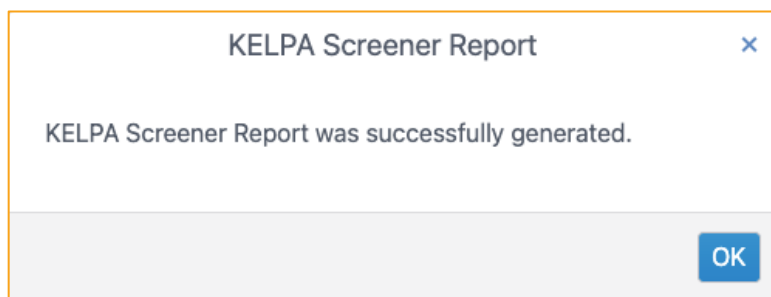 KELPA Screener Report
×
KELPA Screener Report was successfully generated.
OK